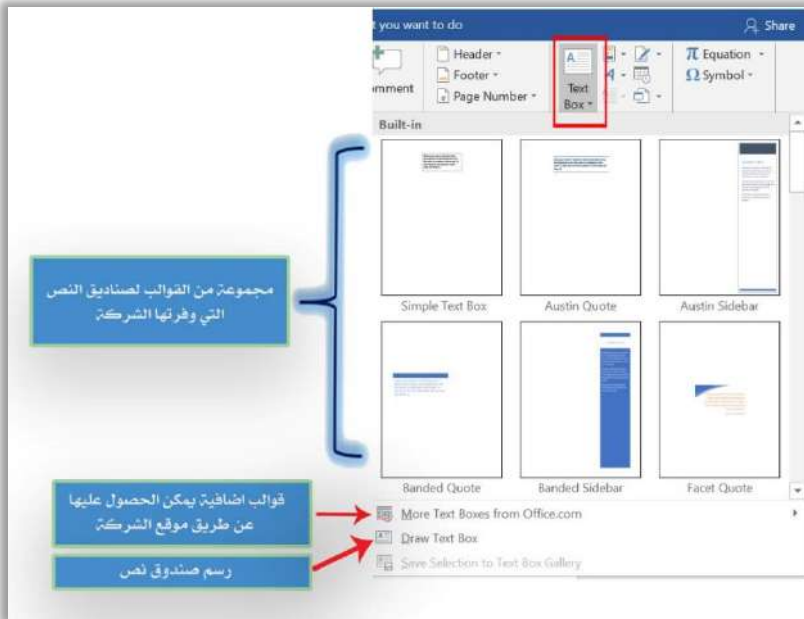 t you want to do
Share
Header
Footer
Page Number
mment
Text
Box
π Equation
Ω Symbol
Built-in
Simple Text Box
Austin Quote
Austin Sidebar
مجموعة من القوالب لصناديق النص
التي وفرتها الشركة
Banded Quote
Banded Sidebar
Facet Quote
قوالب اضافية يمكن الحصول عليها
عن طريق موقع الشركة
More Text Boxes from Office.com
رسم صندوق نص
Draw Text Box
Save Selection to Text Box Gallery